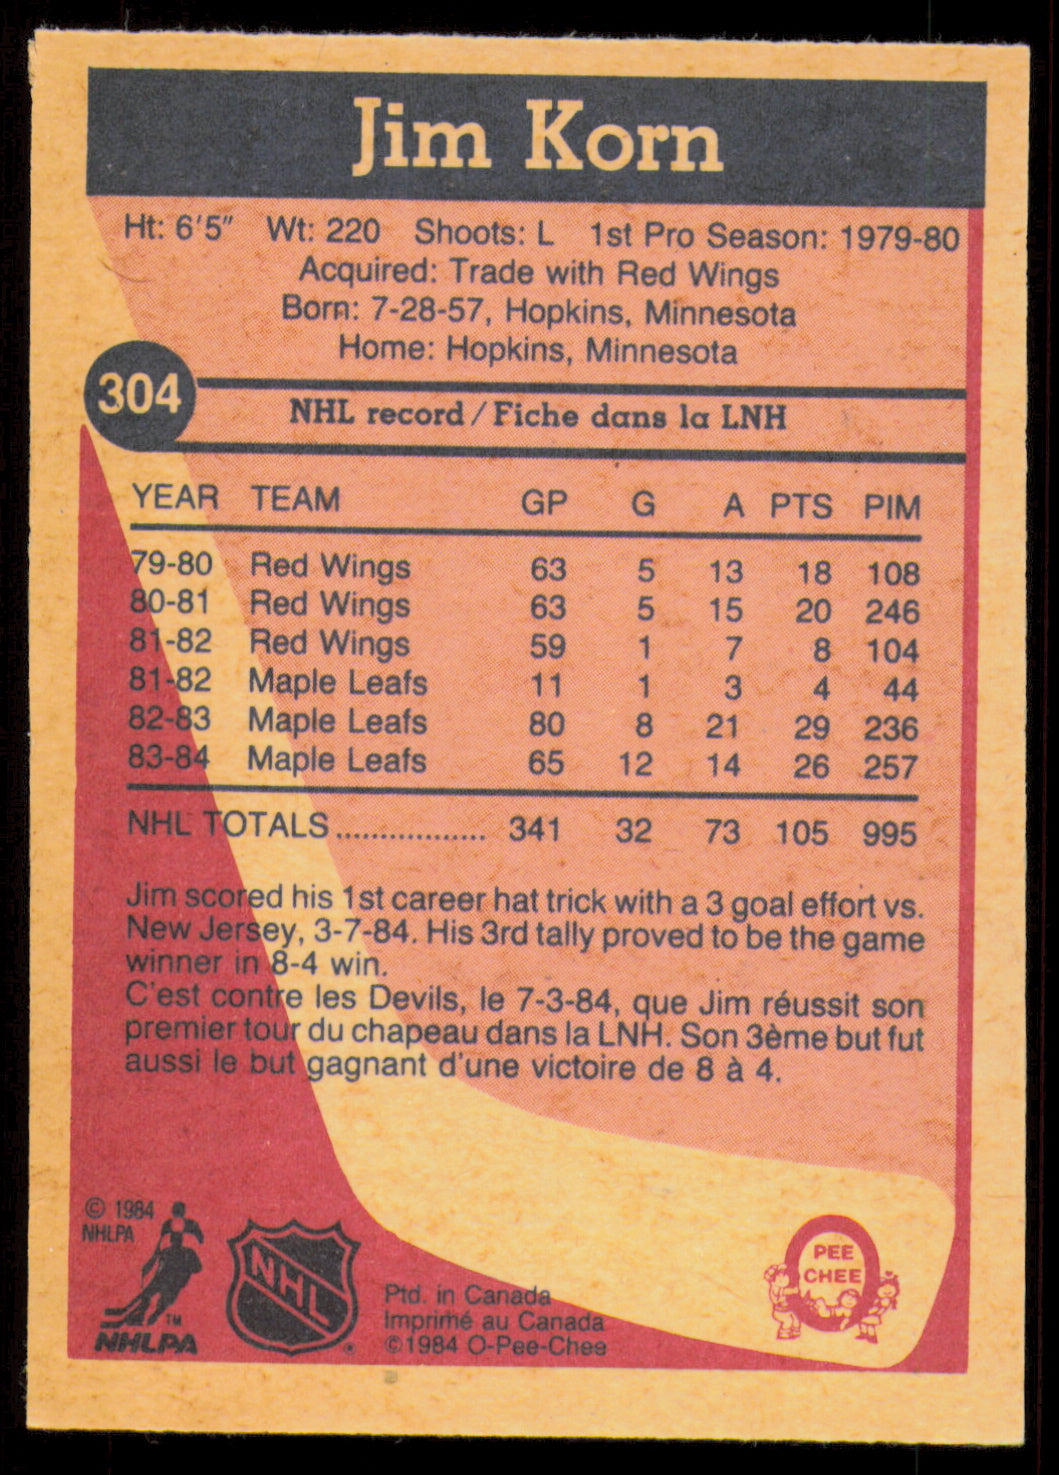 Jim Korn
Ht: 6'5" Wt: 220 Shoots: L 1st Pro Season: 1979-80
Acquired: Trade with Red Wings
Born: 7-28-57, Hopkins, Minnesota
Home: Hopkins, Minnesota
304
NHL record / Fiche dans la LNH
YEAR TEAM GP G A PTS PIM
79-80 Red Wings 63 5 13 18 108
80-81 Red Wings 63 5 15 20 246
81-82 Red Wings 59 1 7 8 104
81-82 Maple Leafs 11 1 3 4 44
82-83 Maple Leafs 80 8 21 29 236
83-84 Maple Leafs 65 12 14 26 257
NHL TOTALS ................ 341 32 73 105 995
Jim scored his 1st career hat trick with a 3 goal effort vs.
New Jersey, 3-7-84. His 3rd tally proved to be the game
winner in 8-4 win.
C'est contre les Devils, le 7-3-84, que Jim réussit son
premier tour du chapeau dans la LNH. Son 3ème but fut
aussi le but gagnant d'une victoire de 8 à 4.
© 1984
NHLPA
TM
NHLPA
NHL
®
Ptd. in Canada
Imprimé au Canada
©1984 O-Pee-Chee
PEE
CHEE